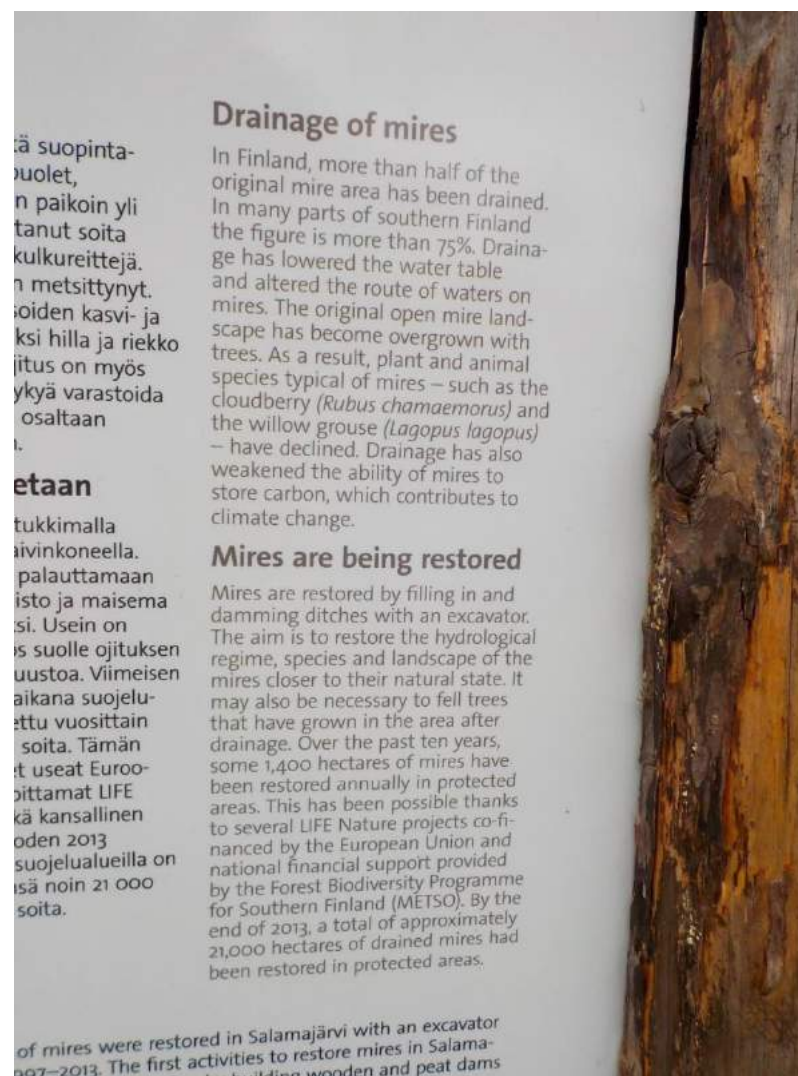 tä suopinta-
puolet,
n paikoin yli
tanut soita
kulkureittejä.
n metsittynyt.
soiden kasvi- ja
ksi hilla ja riekko
jitus on myös
ykyä varastoida
osaltaan
etaan
tukkimalla
aivinkoneella.
palauttamaan
isto ja maisema
si. Usein on
s suolle ojituksen
uustoa. Viimeisen
aikana suojelu-
ettu vuosittain
soita. Tämän
t useat Euroo-
oittamat LIFE
kä kansallinen
oden 2013
suojelualueilla on
sä noin 21 000
soita.
Drainage of mires
In Finland, more than half of the
original mire area has been drained.
In many parts of southern Finland
the figure is more than 75%. Draina-
ge has lowered the water table
and altered the route of waters on
mires. The original open mire land-
scape has become overgrown with
trees. As a result, plant and animal
species typical of mires – such as the
cloudberry (Rubus chamaemorus) and
the willow grouse (Lagopus lagopus)
– have declined. Drainage has also
weakened the ability of mires to
store carbon, which contributes to
climate change.
Mires are being restored
Mires are restored by filling in and
damming ditches with an excavator.
The aim is to restore the hydrological
regime, species and landscape of the
mires closer to their natural state. It
may also be necessary to fell trees
that have grown in the area after
drainage. Over the past ten years,
some 1,400 hectares of mires have
been restored annually in protected
areas. This has been possible thanks
to several LIFE Nature projects co-fi-
nanced by the European Union and
national financial support provided
by the Forest Biodiversity Programme
for Southern Finland (METSO). By the
end of 2013, a total of approximately
21,000 hectares of drained mires had
been restored in protected areas.
of mires were restored in Salamajärvi with an excavator
997–2013. The first activities to restore mires in Salama-
building wooden and peat dams